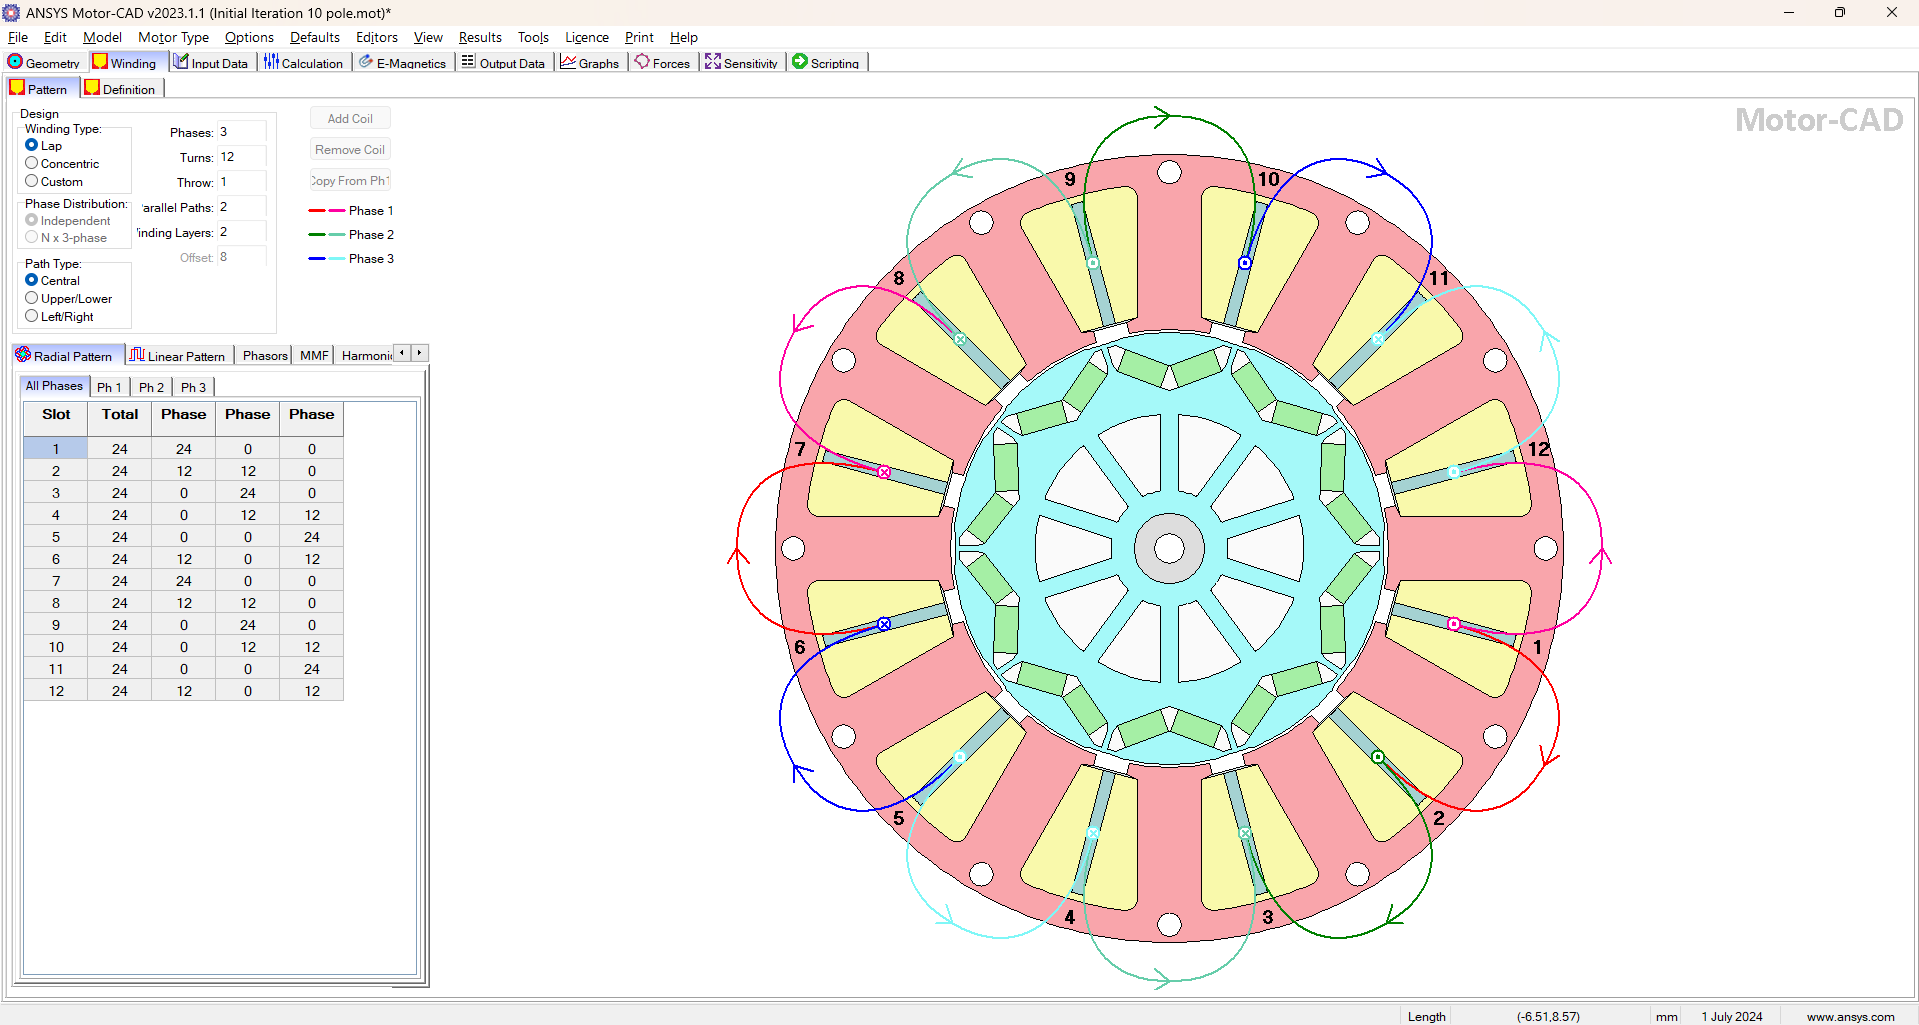 ANSYS Motor-CAD v2023.1.1 (Initial Iteration 10 pole.mot)*
File Edit Model Motor Type Options Defaults Editors View Results Tools Licence Print Help
Geometry Winding Input Data Calculation E-Magnetics Output Data Graphs Forces Sensitivity Scripting
Pattern Definition
Design
Winding Type:
Lap
Concentric
Custom
Phase Distribution:
Independent
N x 3-phase
Path Type:
Central
Upper/Lower
Left/Right
Phases: 3
Turns: 12
Throw: 1
arallel Paths: 2
inding Layers: 2
Offset: 8
Add Coil
Remove Coil
Copy From Ph1
Phase 1
Phase 2
Phase 3
Radial Pattern Linear Pattern Phasors MMF Harmoni
All Phases Ph 1 Ph 2 Ph 3
Slot Total Phase Phase Phase
1 24 24 0 0
2 24 12 12 0
3 24 0 24 0
4 24 0 12 12
5 24 0 0 24
6 24 12 0 12
7 24 24 0 0
8 24 12 12 0
9 24 0 24 0
10 24 0 12 12
11 24 0 0 24
12 24 12 0 12
Motor-CAD
9
10
8
11
7
12
6
1
5
2
4
3
Length (-6.51,8.57) mm 1 July 2024 www.ansys.com